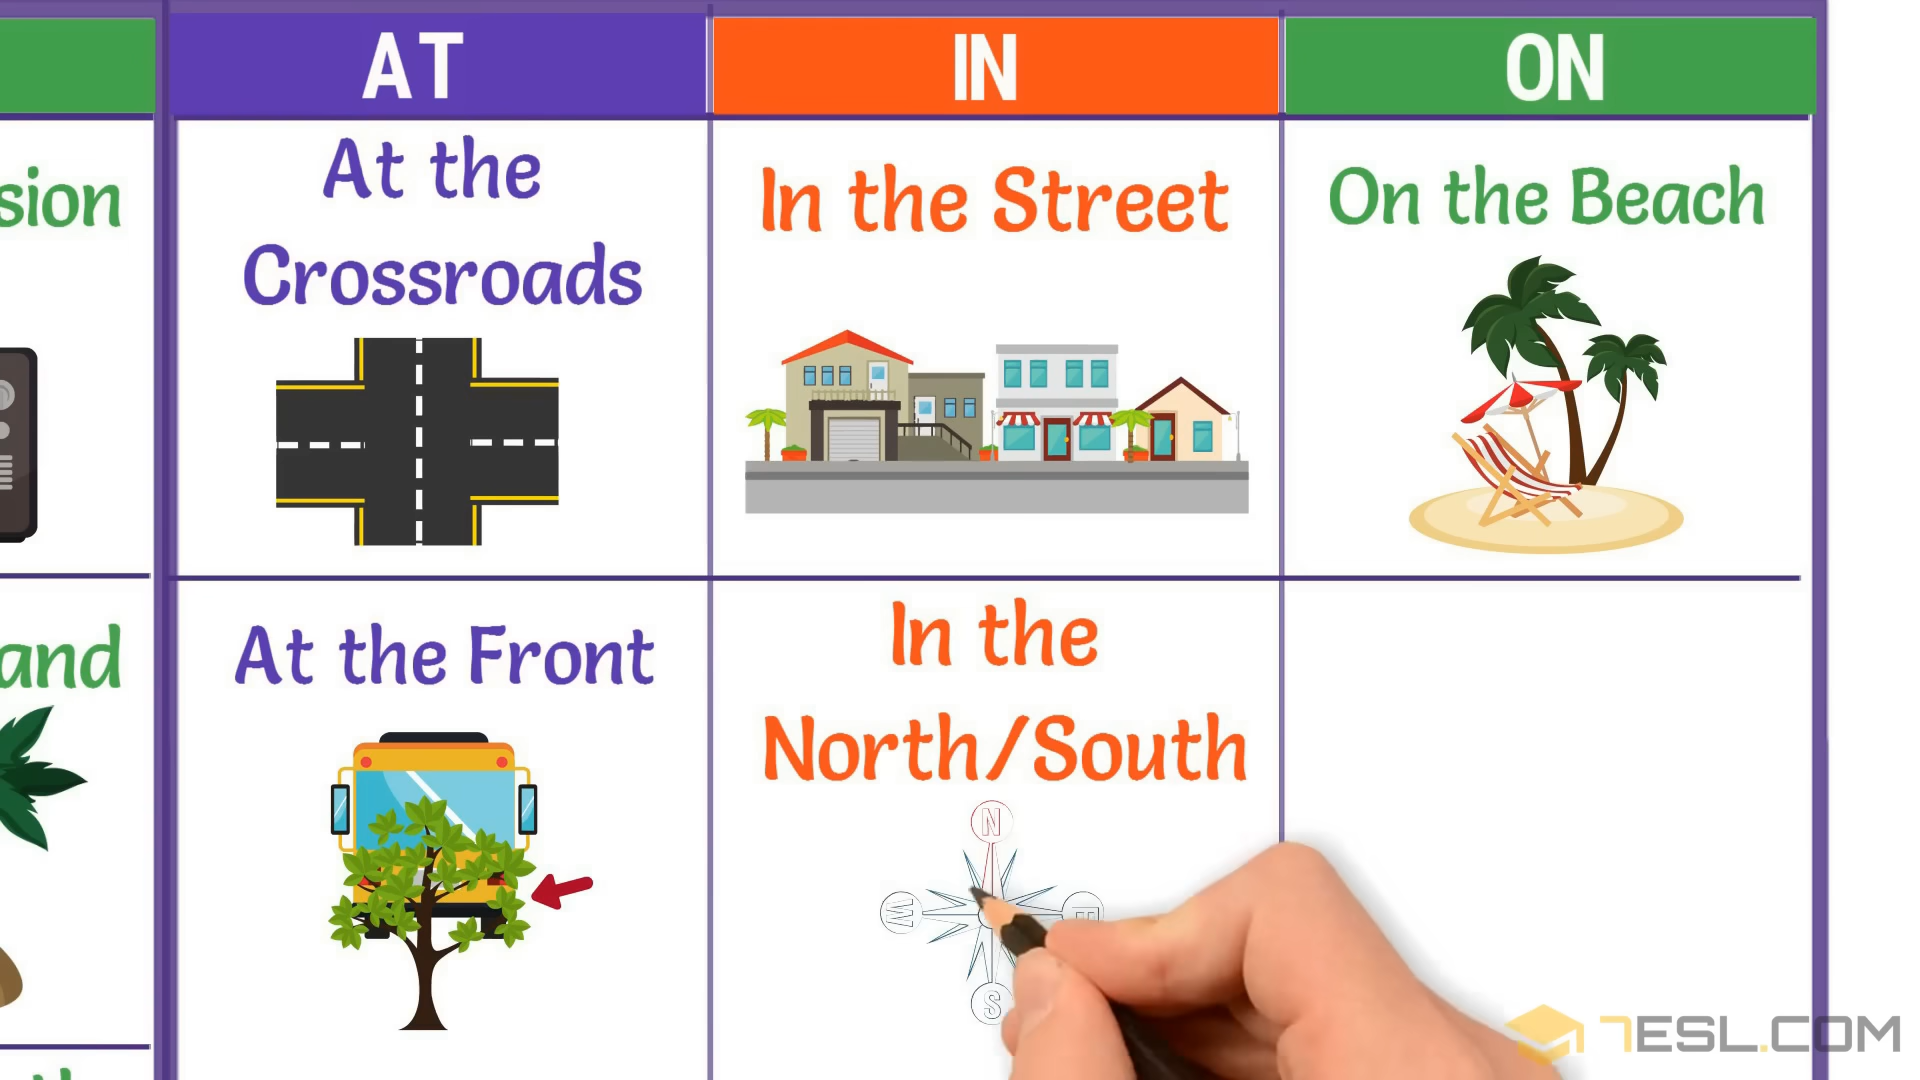 AT
IN
ON
sion
At the
Crossroads
In the Street
On the Beach
and
At the Front
In the
North/South
N
W
E
S
7ESL.COM